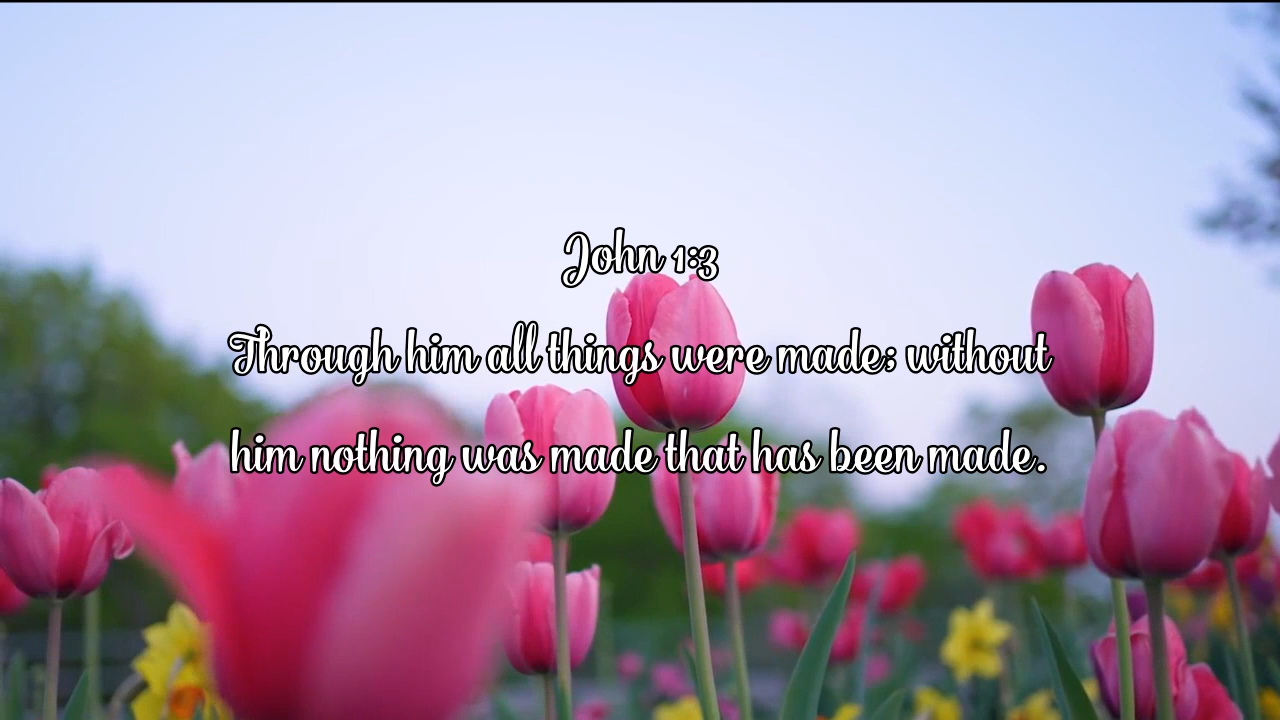 John 1:3
Through him all things were made; without
him nothing was made that has been made.